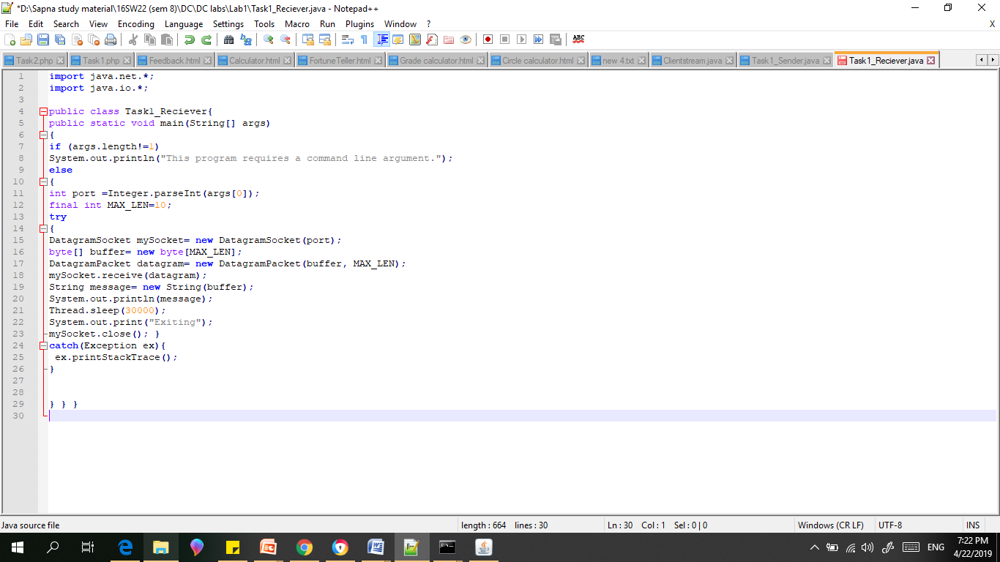 *D:\Sapna study material\16SW22 (sem 8)\DC\DC labs\Lab1\Task1_Reciever.java - Notepad++
File Edit Search View Encoding Language Settings Tools Macro Run Plugins Window ? X
Task2.php Task1.php Feedback.html Calculator.html FortuneTeller.html Grade calculator.html Circle calculator.html new 4.txt Clientstream.java Task1_Sender.java Task1_Reciever.java
1 import java.net.*;
2 import java.io.*;
3
4 public class Task1_Reciever{
5 public static void main(String[] args)
6 {
7 if (args.length!=1)
8 System.out.println("This program requires a command line argument.");
9 else
10 {
11 int port =Integer.parseInt(args[0]);
12 final int MAX_LEN=10;
13 try
14 {
15 DatagramSocket mySocket= new DatagramSocket(port);
16 byte[] buffer= new byte[MAX_LEN];
17 DatagramPacket datagram= new DatagramPacket(buffer, MAX_LEN);
18 mySocket.receive(datagram);
19 String message= new String(buffer);
20 System.out.println(message);
21 Thread.sleep(30000);
22 System.out.print("Exiting");
23 mySocket.close(); }
24 catch(Exception ex){
25 ex.printStackTrace();
26 }
27
28
29 } } }
30
Java source file length : 664 lines : 30 Ln : 30 Col : 1 Sel : 0 | 0 Windows (CR LF) UTF-8 INS
ENG 7:22 PM
4/22/2019